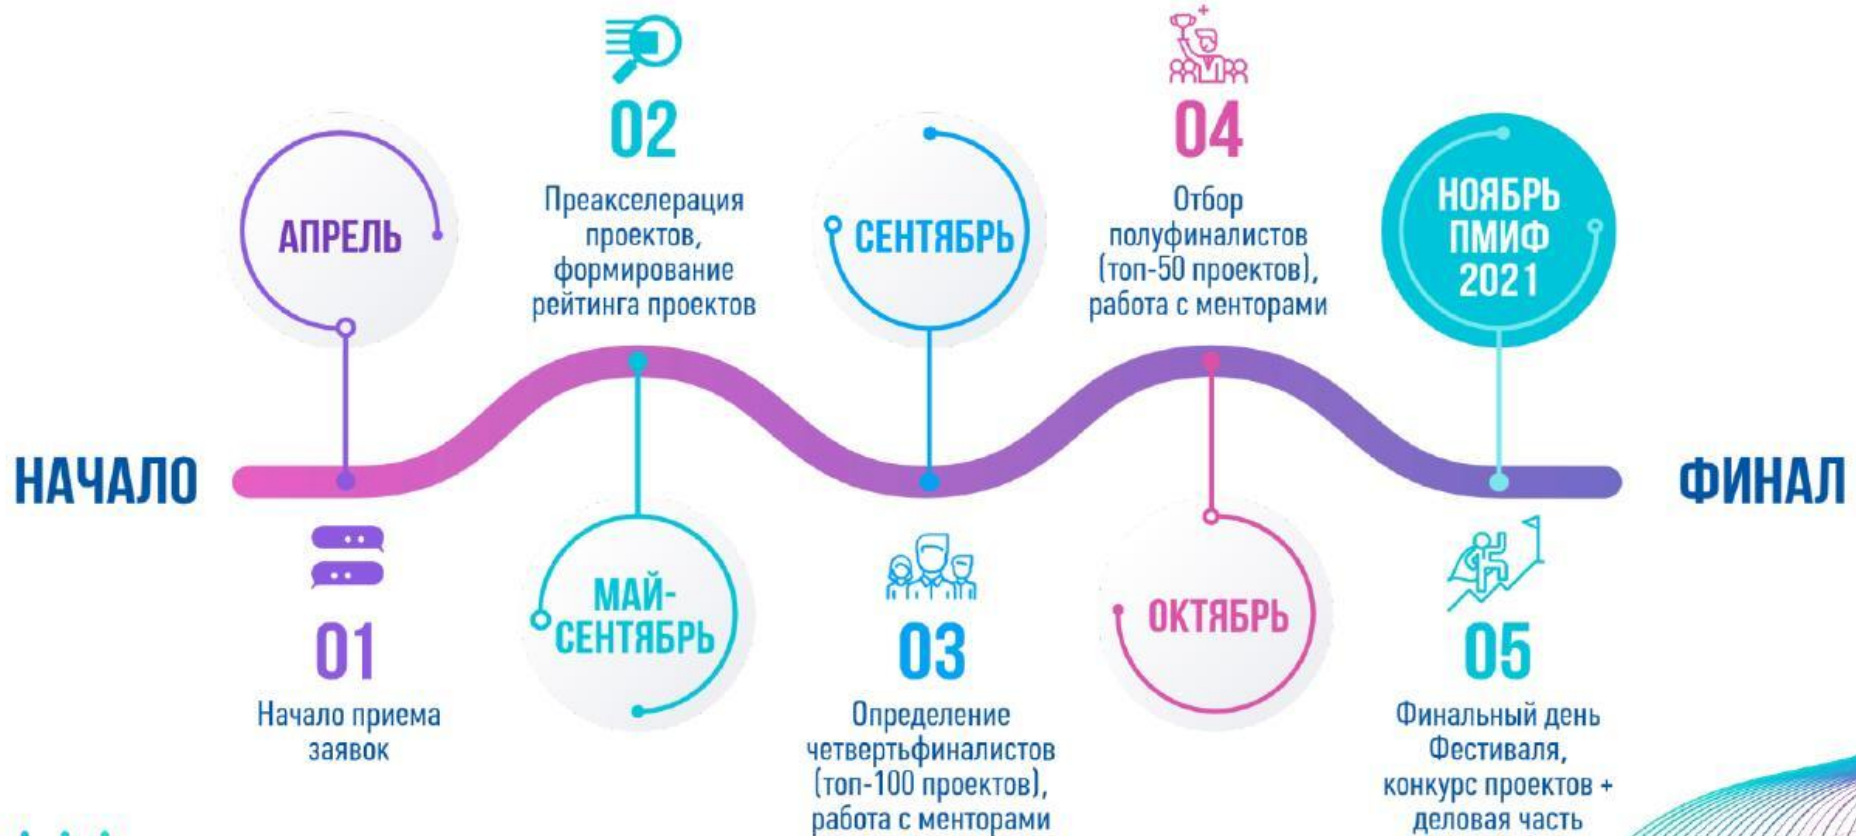 НАЧАЛО
АПРЕЛЬ
01
Начало приема
заявок
02
Преакселерация
проектов,
формирование
рейтинга проектов
МАЙ-
СЕНТЯБРЬ
СЕНТЯБРЬ
03
Определение
четвертьфиналистов
(топ-100 проектов),
работа с менторами
04
Отбор
полуфиналистов
(топ-50 проектов),
работа с менторами
ОКТЯБРЬ
НОЯБРЬ
ПМИФ
2021
05
Финальный день
Фестиваля,
конкурс проектов +
деловая часть
ФИНАЛ